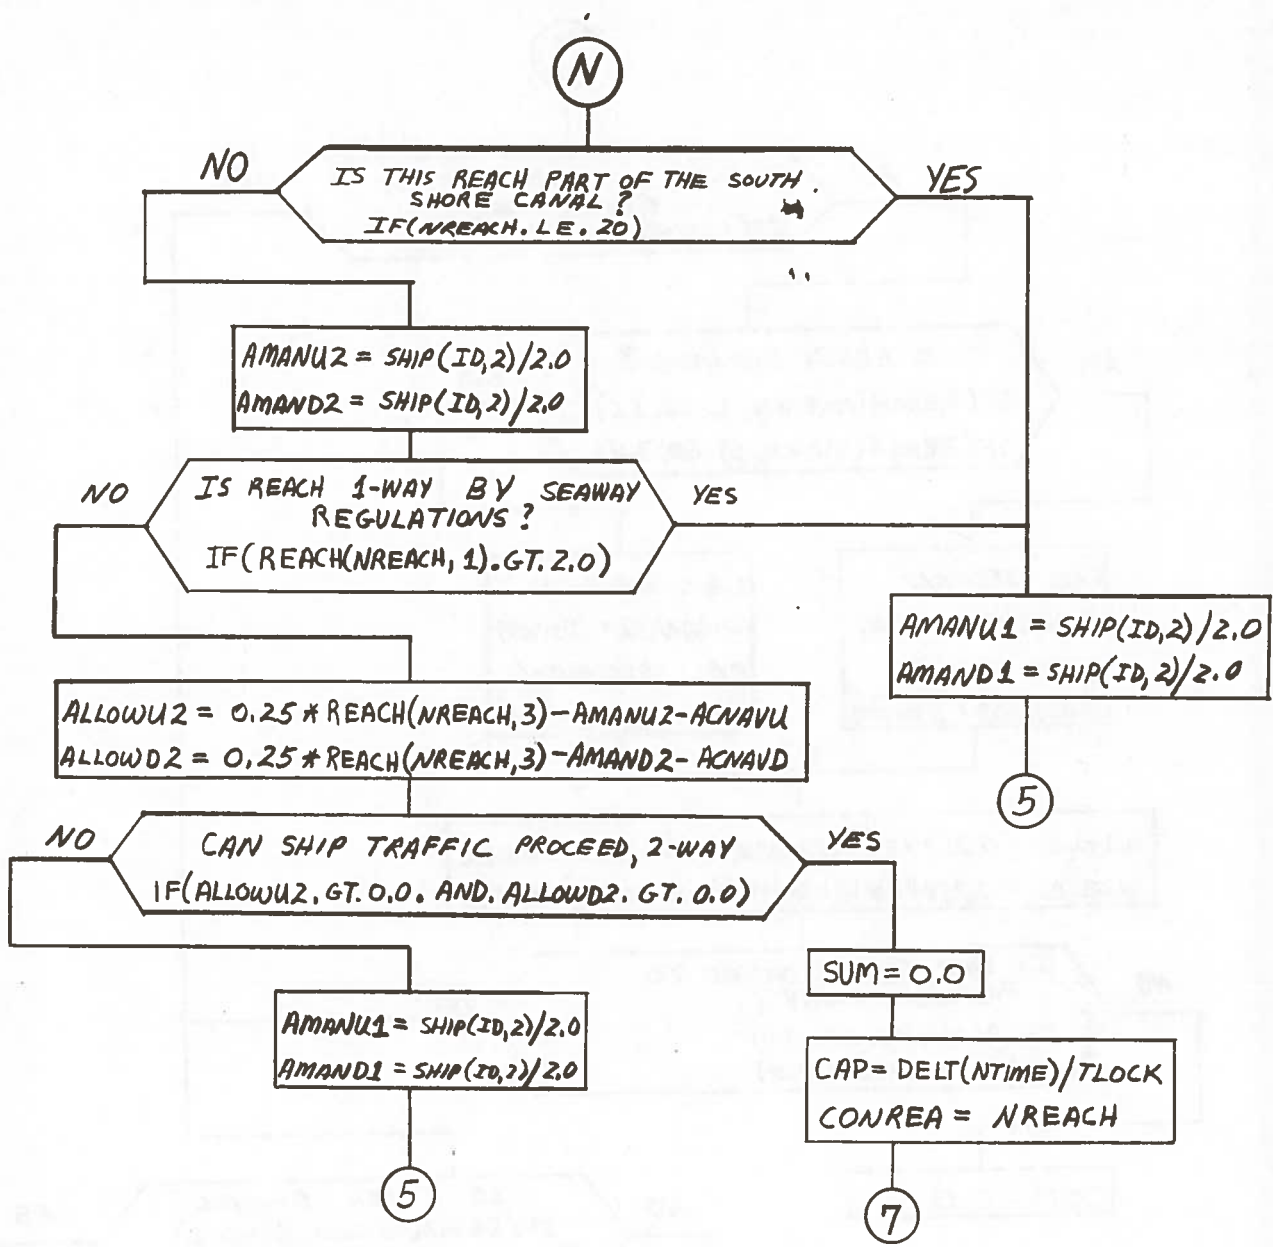 N
NO
IS THIS REACH PART OF THE SOUTH.
SHORE CANAL?
IF(NREACH.LE.20)
YES
AMANU2 = SHIP(ID,2)/2.0
AMAND2 = SHIP(ID,2)/2.0
NO
IS REACH 1-WAY BY SEAWAY
REGULATIONS?
IF(REACH(NREACH,1).GT.2.0)
YES
AMANU1 = SHIP(ID,2)/2.0
AMAND1 = SHIP(ID,2)/2.0
5
ALLOWU2 = 0.25*REACH(NREACH,3)-AMANU2-ACNAVU
ALLOWD2 = 0.25*REACH(NREACH,3)-AMAND2-ACNAVD
NO
CAN SHIP TRAFFIC PROCEED, 2-WAY
IF(ALLOWU2.GT.0.0.AND.ALLOWD2.GT.0.0)
YES
AMANU1 = SHIP(ID,2)/2.0
AMAND1 = SHIP(ID,2)/2.0
5
SUM=0.0
CAP=DELT(NTIME)/TLOCK
CONREA = NREACH
7